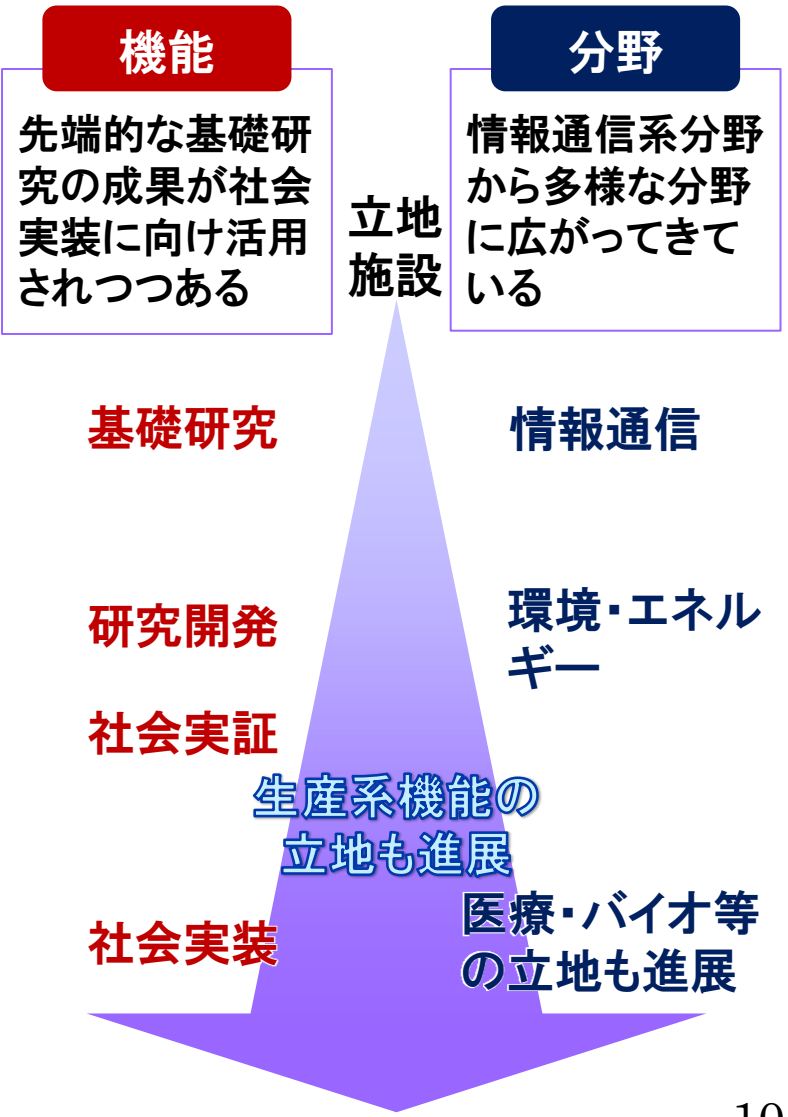 機能
先端的な基礎研
究の成果が社会
実装に向け活用
されつつある
立地
施設
分野
情報通信系分野
から多様な分野
に広がってきて
いる
基礎研究
情報通信
研究開発
環境・エネル
ギー
社会実証
生産系機能の
立地も進展
社会実装
医療・バイオ等
の立地も進展